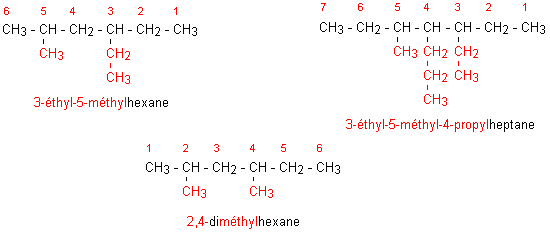 6 5 4 3 2 1
CH3 - CH - CH2 - CH - CH2 - CH3
CH3 CH2
CH3
3-éthyl-5-méthylhexane
7 6 5 4 3 2 1
CH3 - CH2 - CH - CH - CH - CH2 - CH3
CH3 CH2 CH2
CH2 CH3
CH3
3-éthyl-5-méthyl-4-propylheptane
1 2 3 4 5 6
CH3 - CH - CH2 - CH - CH2 - CH3
CH3 CH3
2,4-diméthylhexane